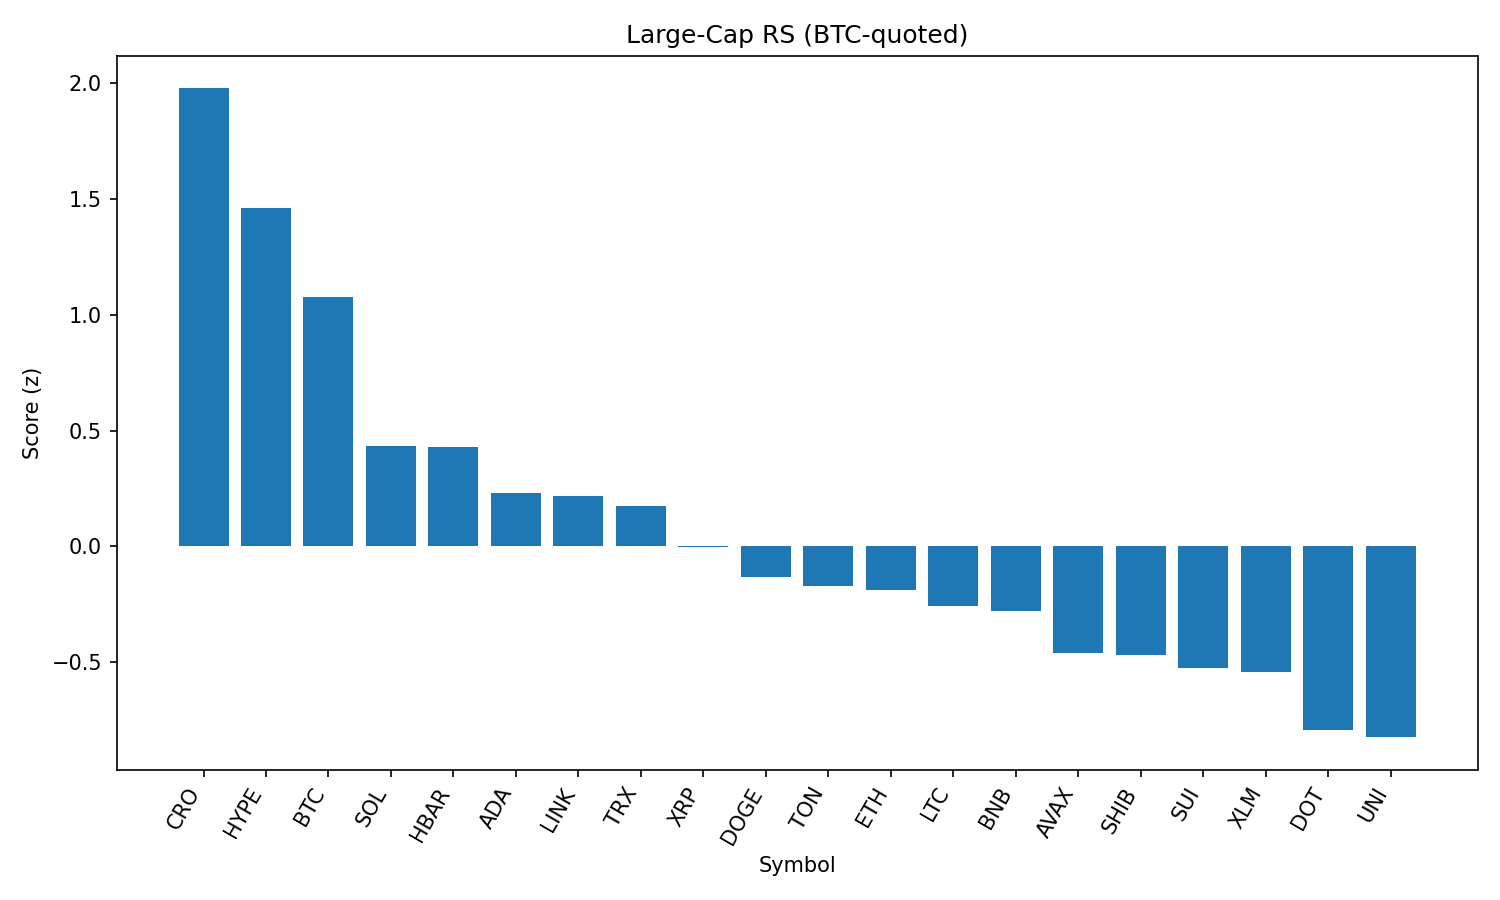 Large-Cap RS (BTC-quoted)
Score (z)
2.0
1.5
1.0
0.5
0.0
−0.5
CRO
HYPE
BTC
SOL
HBAR
ADA
LINK
TRX
XRP
DOGE
TON
ETH
LTC
BNB
AVAX
SHIB
SUI
XLM
DOT
UNI
Symbol